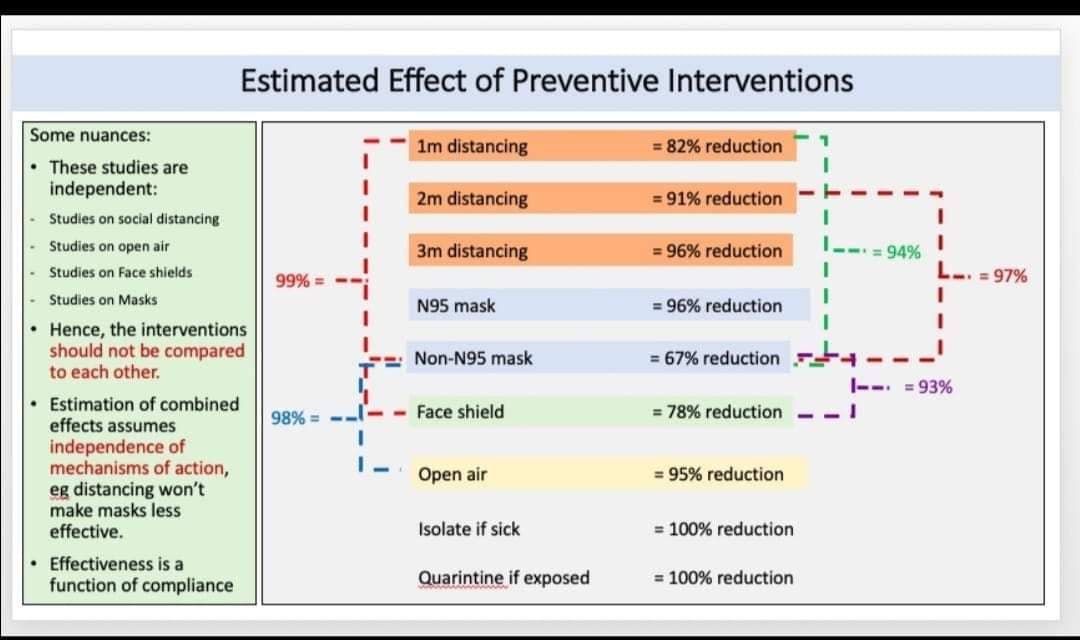 Estimated Effect of Preventive Interventions
Some nuances:
• These studies are
independent:
- Studies on social distancing
- Studies on open air
- Studies on Face shields
- Studies on Masks
• Hence, the interventions
should not be compared
to each other.
• Estimation of combined
effects assumes
independence of
mechanisms of action,
eg distancing won't
make masks less
effective.
• Effectiveness is a
function of compliance
1m distancing = 82% reduction
2m distancing = 91% reduction
3m distancing = 96% reduction
N95 mask = 96% reduction
Non-N95 mask = 67% reduction
Face shield = 78% reduction
Open air = 95% reduction
Isolate if sick = 100% reduction
Quarintine if exposed = 100% reduction
99% =
98% =
= 94%
= 97%
= 93%